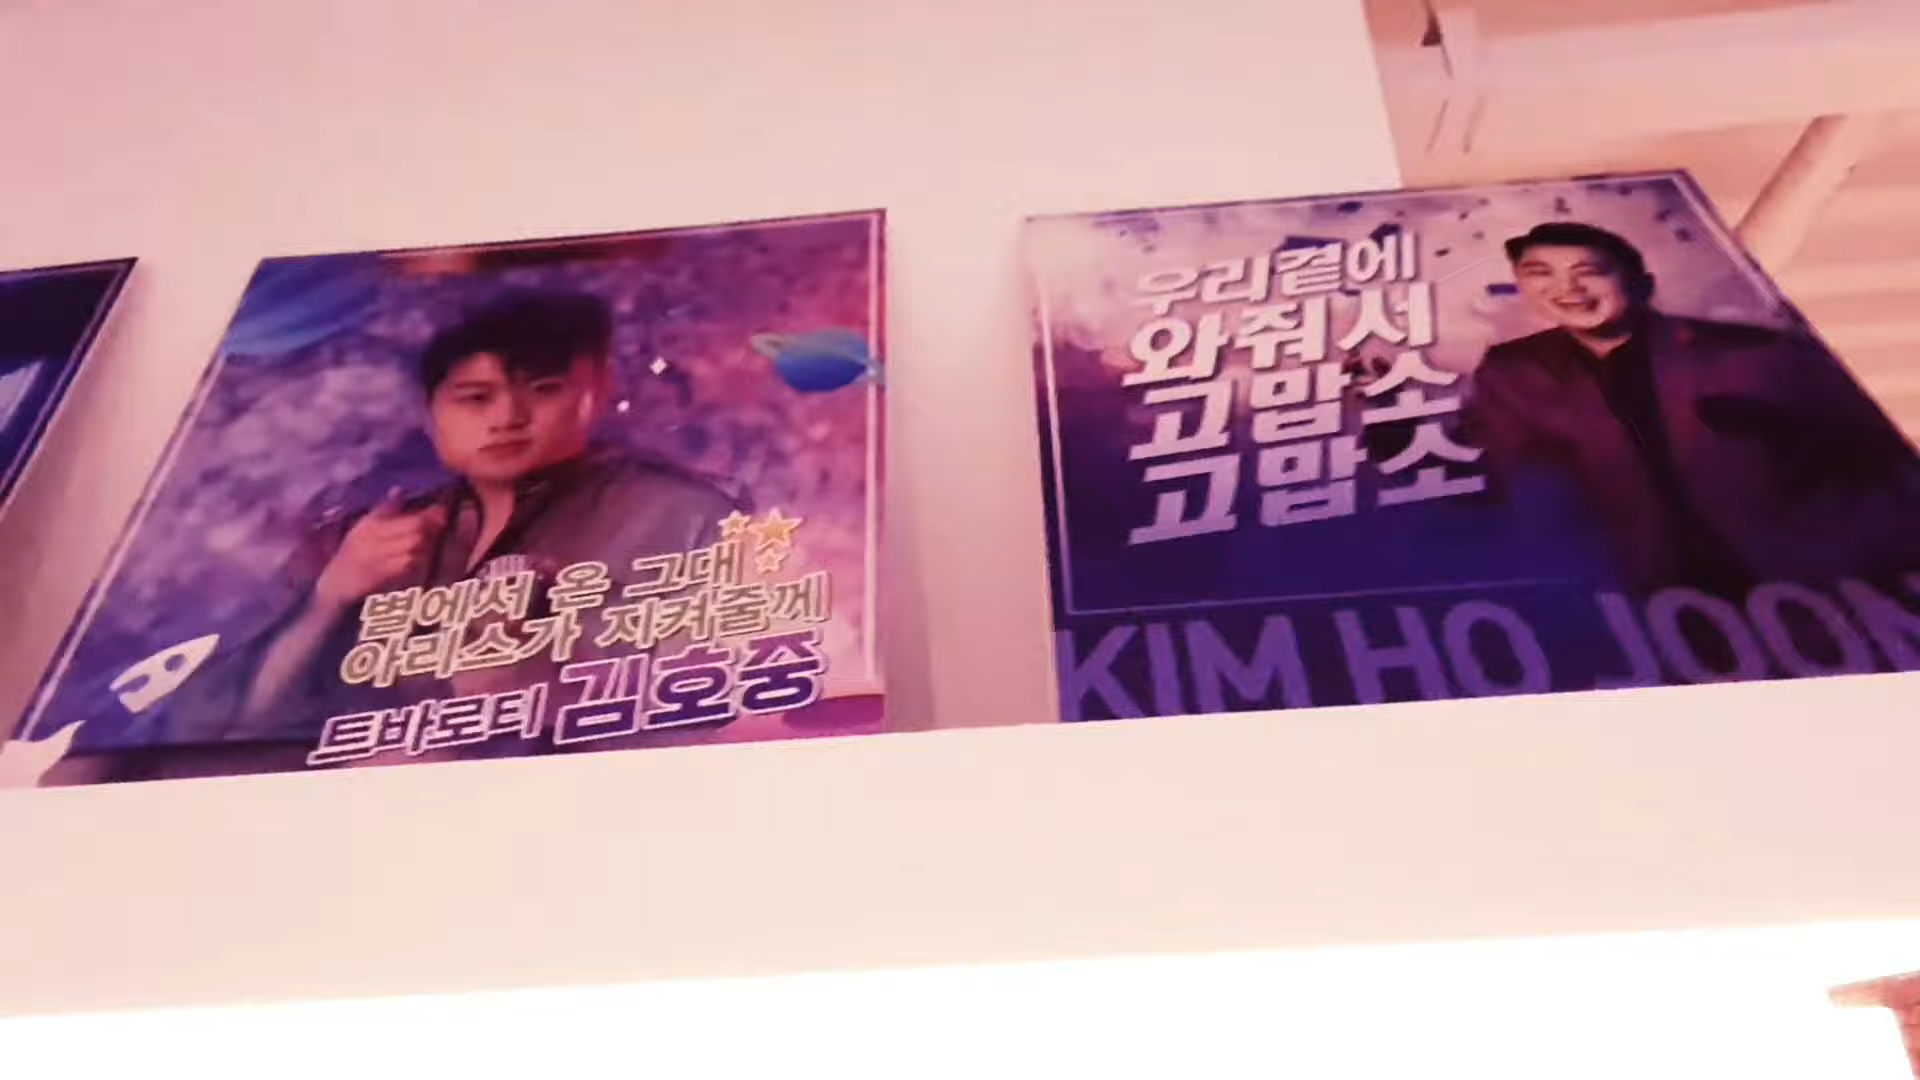 별에서 온 그대
아리스가 지켜줄께
트바로티 김호중
우리곁에
와줘서
고맙소
고맙소
KIM HO JOON